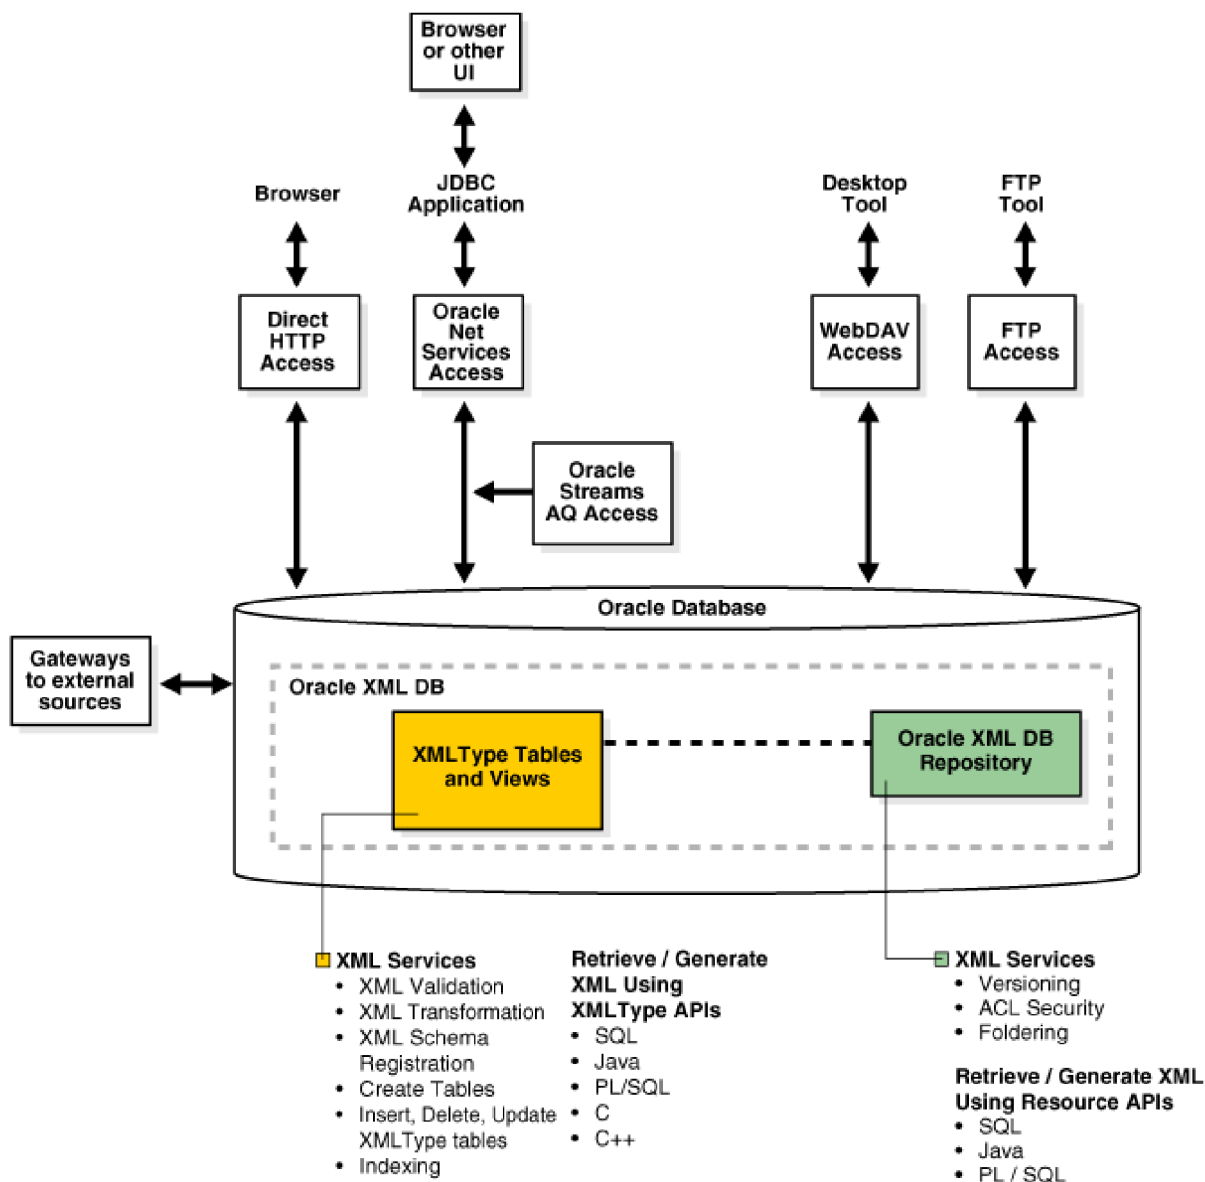 Browser
or other
UI
Browser
JDBC
Application
Desktop
Tool
FTP
Tool
Direct
HTTP
Access
Oracle
Net
Services
Access
WebDAV
Access
FTP
Access
Oracle
Streams
AQ Access
Oracle Database
Gateways
to external
sources
Oracle XML DB
XMLType Tables
and Views
Oracle XML DB
Repository
XML Services
• XML Validation
• XML Transformation
• XML Schema
Registration
• Create Tables
• Insert, Delete, Update
XMLType tables
• Indexing
Retrieve / Generate
XML Using
XMLType APIs
• SQL
• Java
• PL/SQL
• C
• C++
XML Services
• Versioning
• ACL Security
• Foldering
Retrieve / Generate XML
Using Resource APIs
• SQL
• Java
• PL / SQL